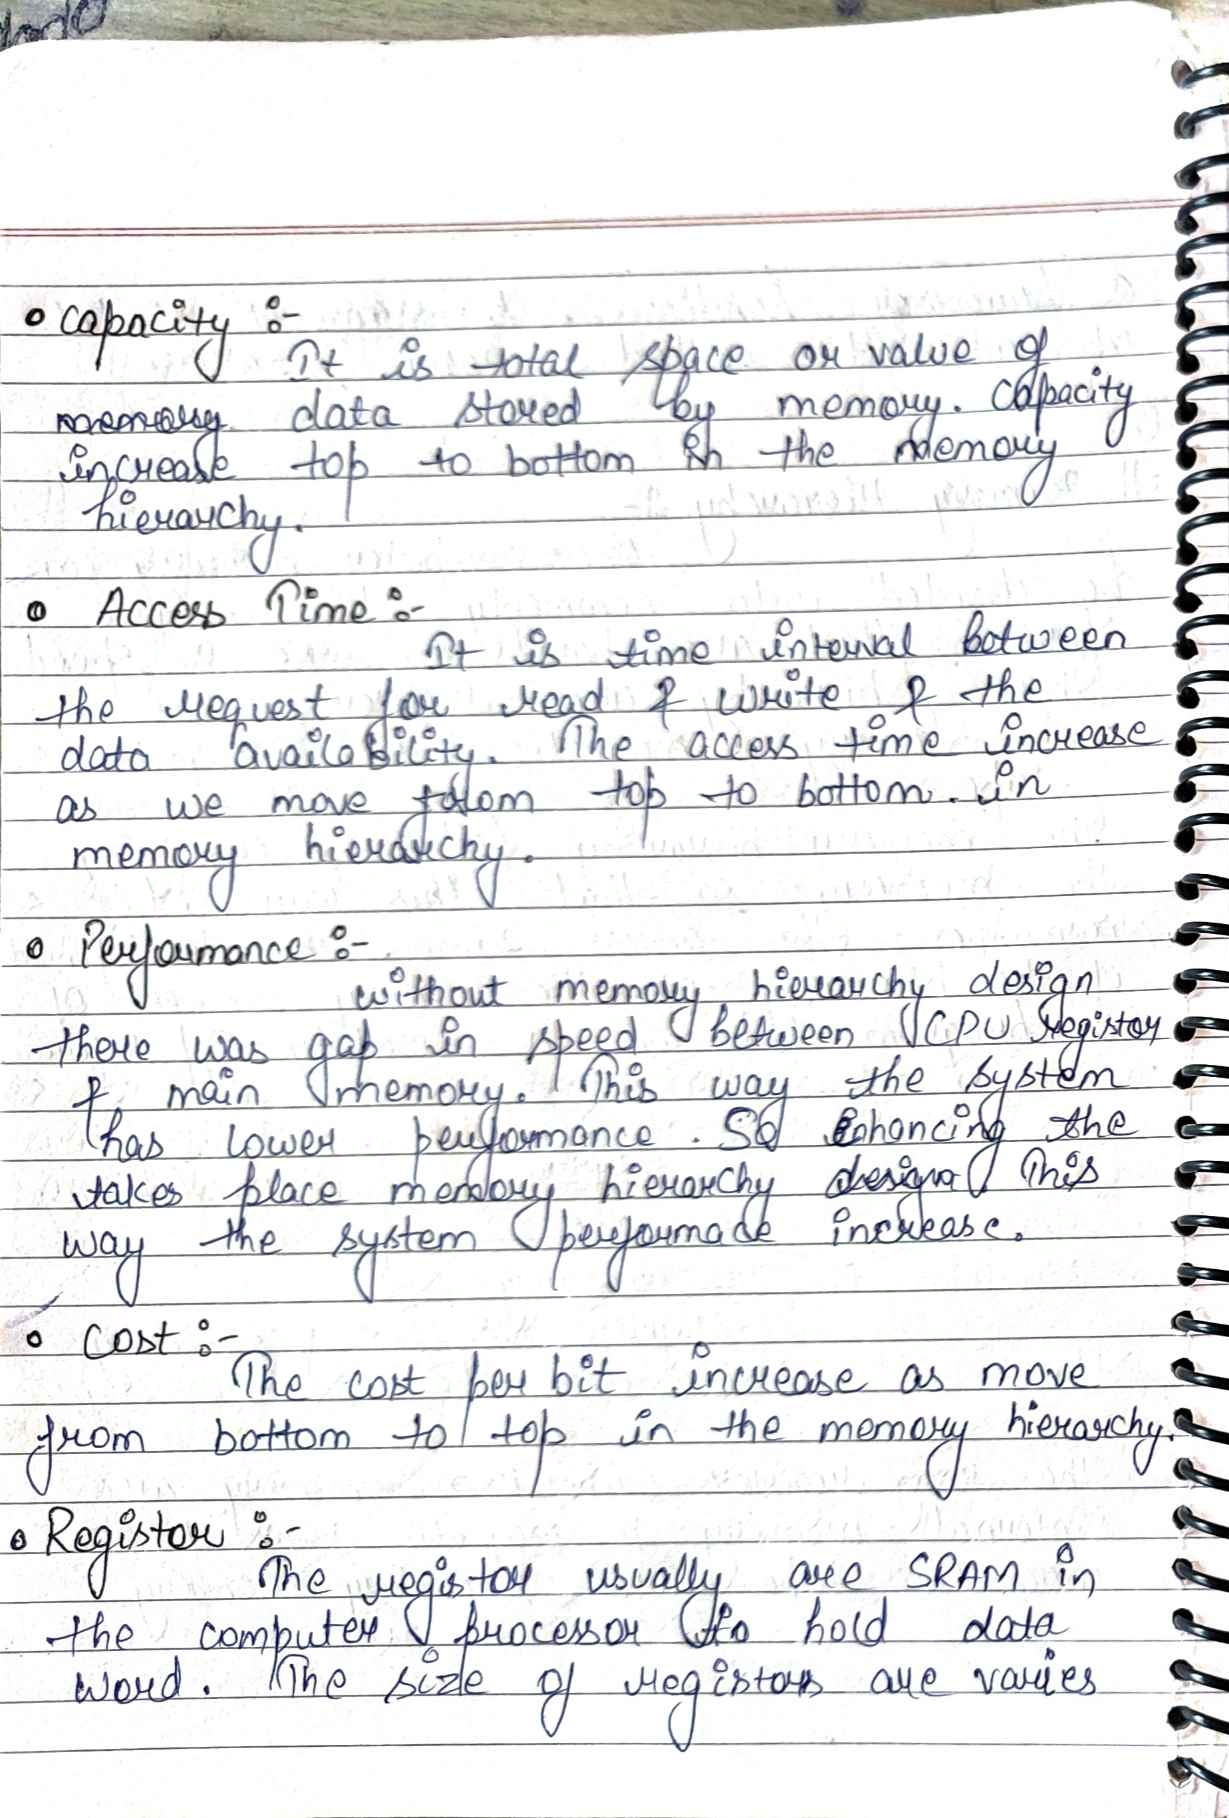 • Capacity :-
It is total space or value of
memory data stored by memory. Capacity
increase top to bottom in the memory
hierarchy.
• Access Time :-
It is time interval between
the request for read & write & the
data availability. The access time increase
as we move from top to bottom. in
memory hierarchy.
• Performance :-
without memory hierarchy design
there was gap in speed between CPU registor
& main memory. This way the system
has lower performance. So enhancing the
takes place memory hierarchy design This
way the system performace increase.
• Cost :-
The cost per bit increase as move
from bottom to top in the memory hierarchy.
• Registor :-
The registor usually are SRAM in
the computer processor to hold data
word. The size of registors are varies